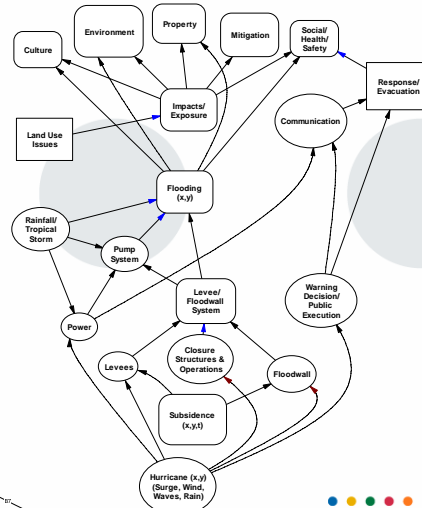 Property
Environment
Mitigation
Social/
Health/
Safety
Culture
Response/
Evacuation
Impacts/
Exposure
Communication
Land Use
Issues
Flooding
(x,y)
Rainfall/
Tropical
Storm
Pump
System
Levee/
Floodwall
System
Warning
Decision/
Public
Execution
Power
Closure
Structures &
Operations
Levees
Floodwall
Subsidence
(x,y,t)
Hurricane (x,y)
(Surge, Wind,
Waves, Rain)
87